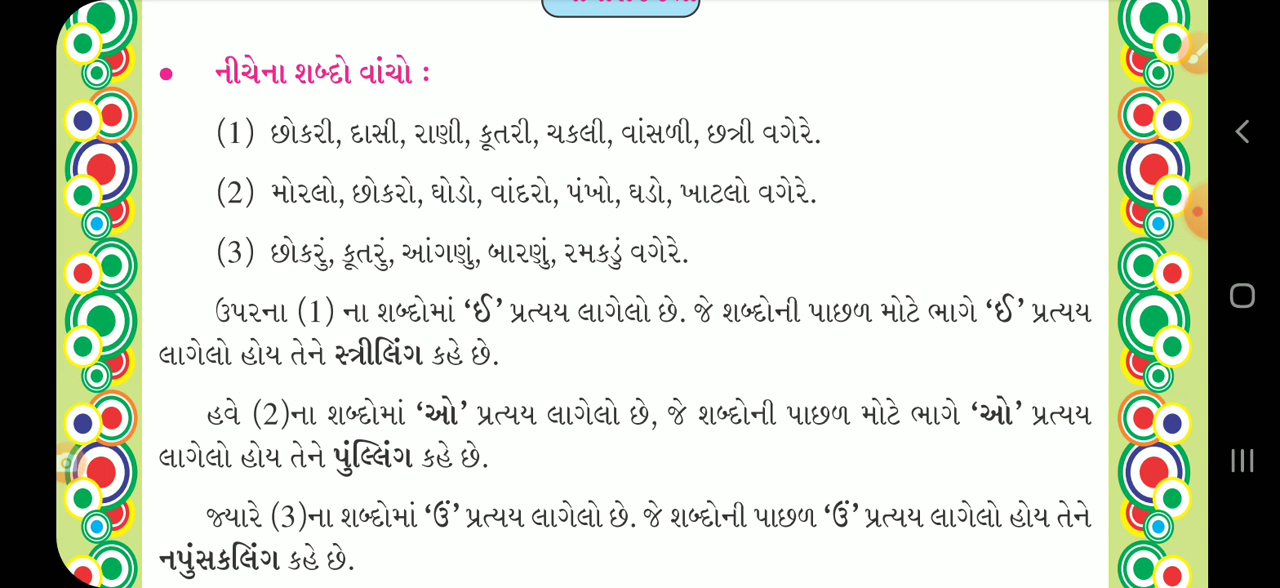 • નીચેના શબ્દો વાંચો :
(1) છોકરી, દાસી, રાણી, કૂતરી, ચકલી, વાંસળી, છત્રી વગેરે.
(2) મોરલો, છોકરો, ઘોડો, વાંદરો, પંખો, ઘડો, ખાટલો વગેરે.
(3) છોકરું, કૂતરું, આંગણું, બારણું, રમકડું વગેરે.
ઉપરના (1) ના શબ્દોમાં ‘ઈ’ પ્રત્યય લાગેલો છે. જે શબ્દોની પાછળ મોટે ભાગે ‘ઈ’ પ્રત્યય
લાગેલો હોય તેને સ્ત્રીલિંગ કહે છે.
હવે (2)ના શબ્દોમાં ‘ઓ’ પ્રત્યય લાગેલો છે, જે શબ્દોની પાછળ મોટે ભાગે ‘ઓ’ પ્રત્યય
લાગેલો હોય તેને પુંલ્લિંગ કહે છે.
જ્યારે (3)ના શબ્દોમાં ‘ઉં’ પ્રત્યય લાગેલો છે. જે શબ્દોની પાછળ ‘ઉં’ પ્રત્યય લાગેલો હોય તેને
નપુંસકલિંગ કહે છે.